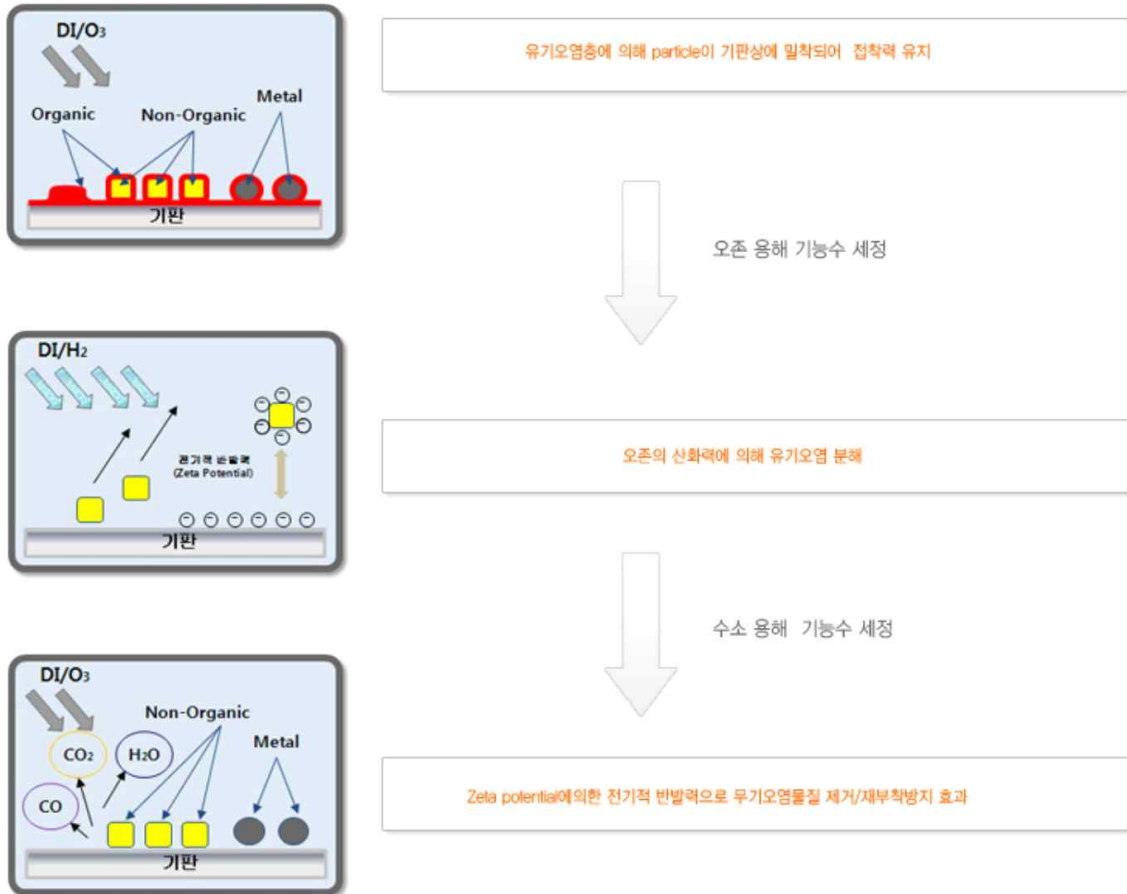 DI/O₃
Organic
Non-Organic
Metal
기판
유기오염층에 의해 particle이 기판상에 밀착되어 접착력 유지
오존 용해 기능수 세정
DI/H₂
전기적 반발력
(Zeta Potential)
기판
오존의 산화력에 의해 유기오염 분해
수소 용해 기능수 세정
DI/O₃
Non-Organic
Metal
CO₂
H₂O
CO
기판
Zeta potential에의한 전기적 반발력으로 무기오염물질 제거/재부착방지 효과